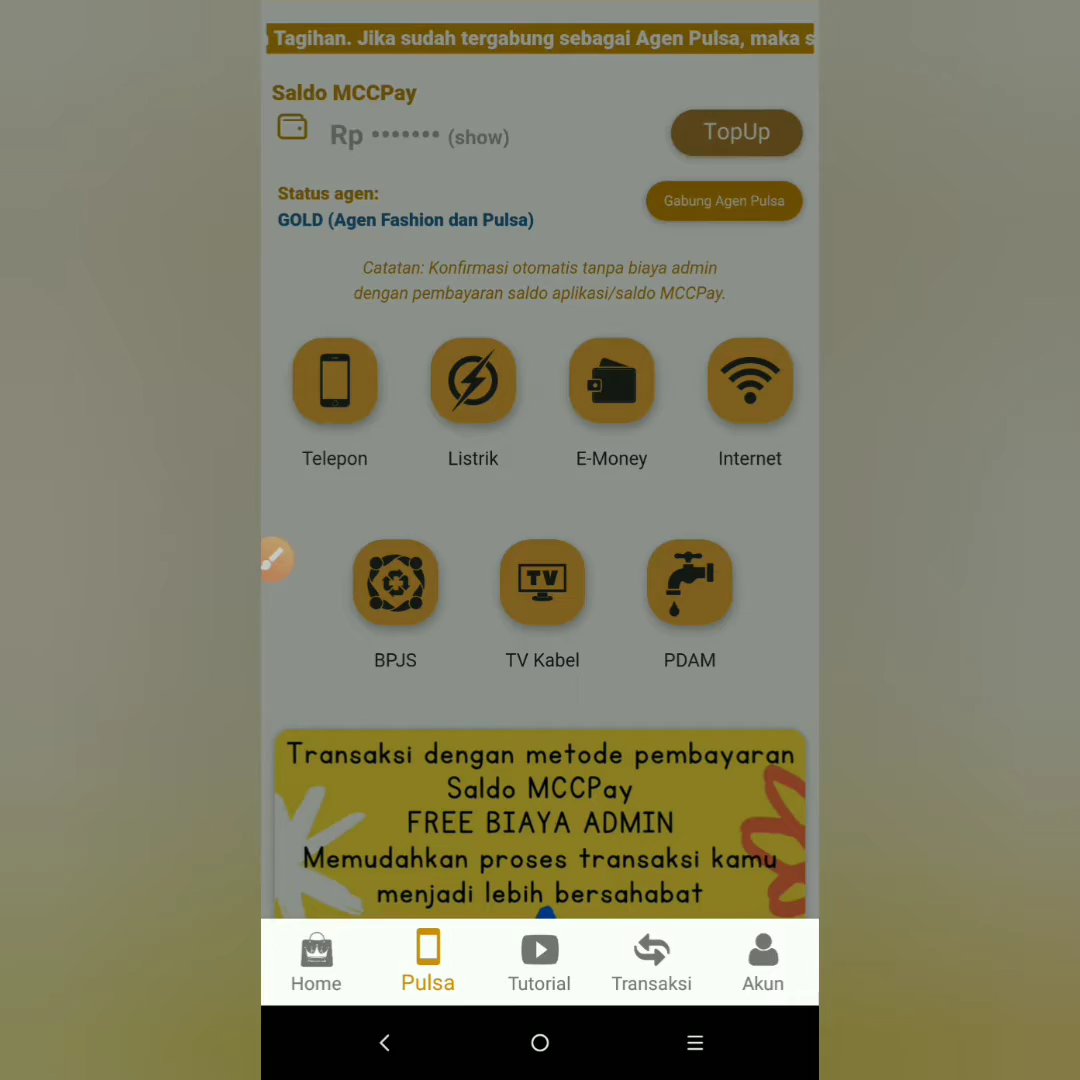 Tagihan. Jika sudah tergabung sebagai Agen Pulsa, maka s
Saldo MCCPay
Rp ••••••• (show)
TopUp
Status agen:
GOLD (Agen Fashion dan Pulsa)
Gabung Agen Pulsa
Catatan: Konfirmasi otomatis tanpa biaya admin
dengan pembayaran saldo aplikasi/saldo MCCPay.
Telepon Listrik E-Money Internet
TV
BPJS TV Kabel PDAM
Transaksi dengan metode pembayaran
Saldo MCCPay
FREE BIAYA ADMIN
Memudahkan proses transaksi kamu
menjadi lebih bersahabat
Home Pulsa Tutorial Transaksi Akun